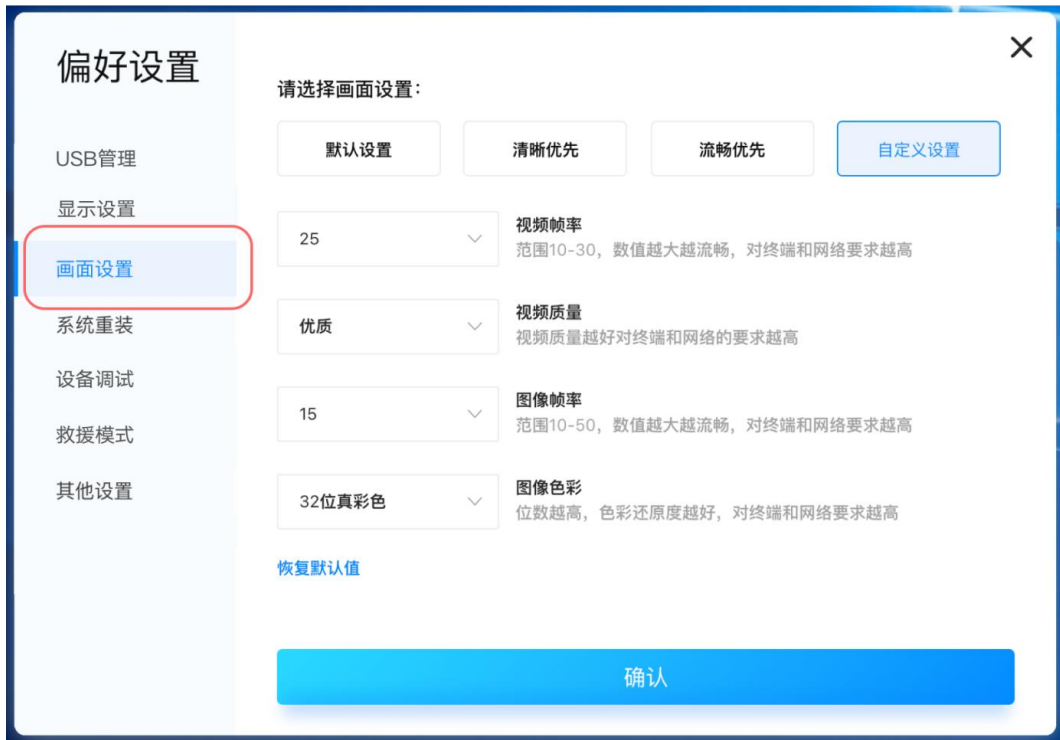 偏好设置
USB管理
显示设置
画面设置
系统重装
设备调试
救援模式
其他设置
请选择画面设置：
默认设置 清晰优先 流畅优先 自定义设置
25
视频帧率
范围10-30，数值越大越流畅，对终端和网络要求越高
优质
视频质量
视频质量越好对终端和网络的要求越高
15
图像帧率
范围10-50，数值越大越流畅，对终端和网络要求越高
32位真彩色
图像色彩
位数越高，色彩还原度越好，对终端和网络要求越高
恢复默认值
确认